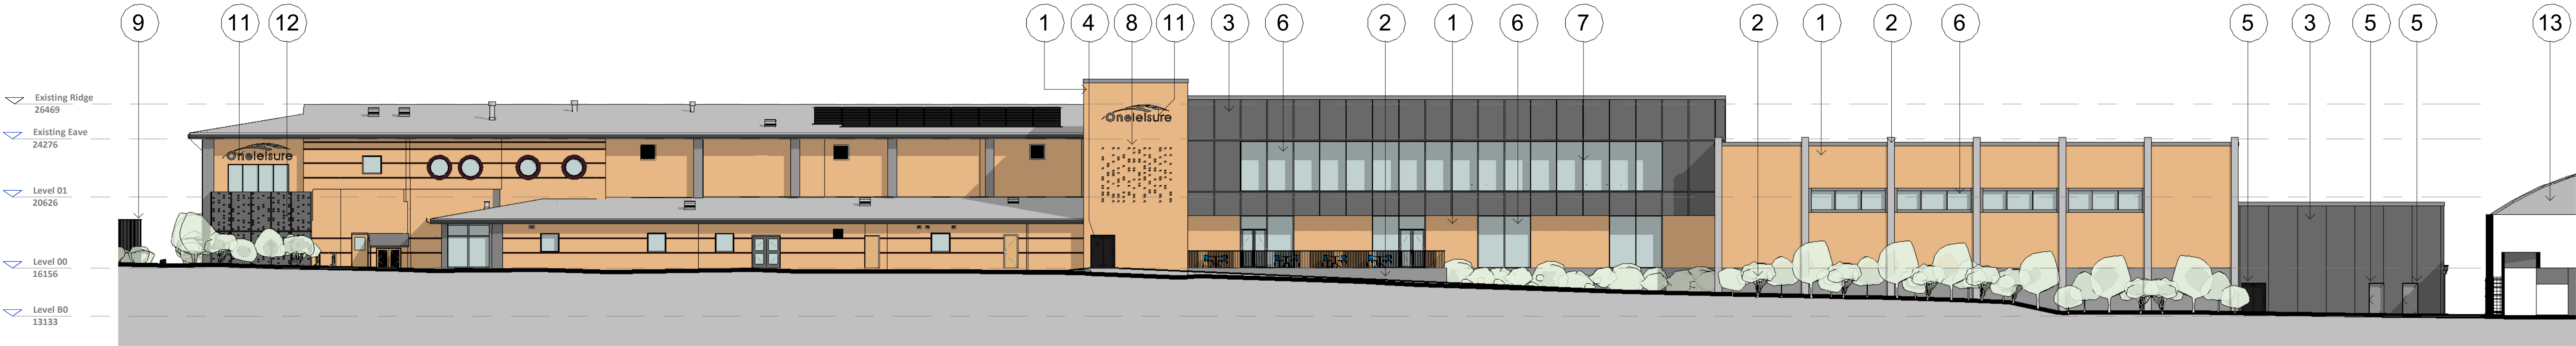 9 11 12 1 4 8 11 3 6 2 1 6 7 2 1 2 6 5 3 5 5 13
Existing Ridge
26469
Oneleisure
Existing Eave
24276
Oneleisure
Level 01
20626
Level 00
16156
Level B0
13133